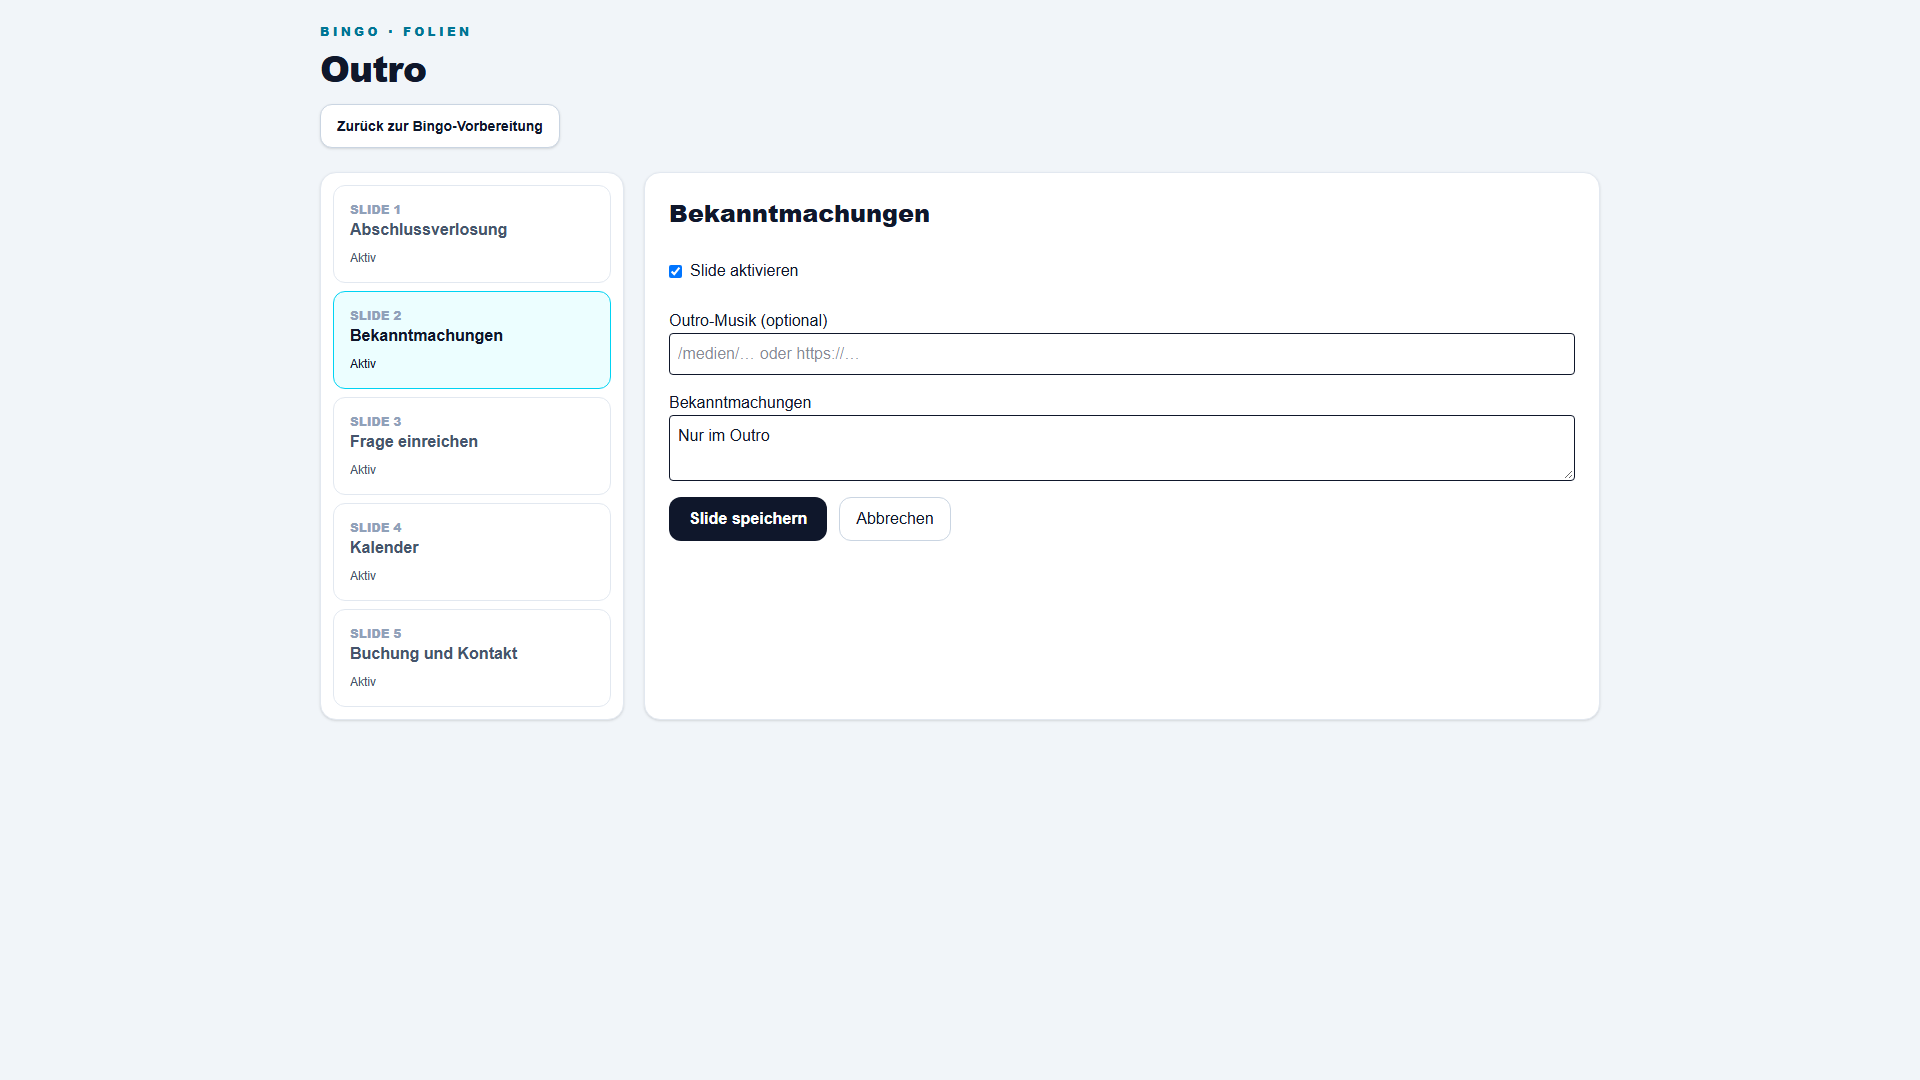 BINGO · FOLIEN
Outro
Zurück zur Bingo-Vorbereitung
SLIDE 1
Abschlussverlosung
Aktiv
SLIDE 2
Bekanntmachungen
Aktiv
SLIDE 3
Frage einreichen
Aktiv
SLIDE 4
Kalender
Aktiv
SLIDE 5
Buchung und Kontakt
Aktiv
Bekanntmachungen
Slide aktivieren
Outro-Musik (optional)
/medien/… oder https://…
Bekanntmachungen
Nur im Outro
Slide speichern
Abbrechen